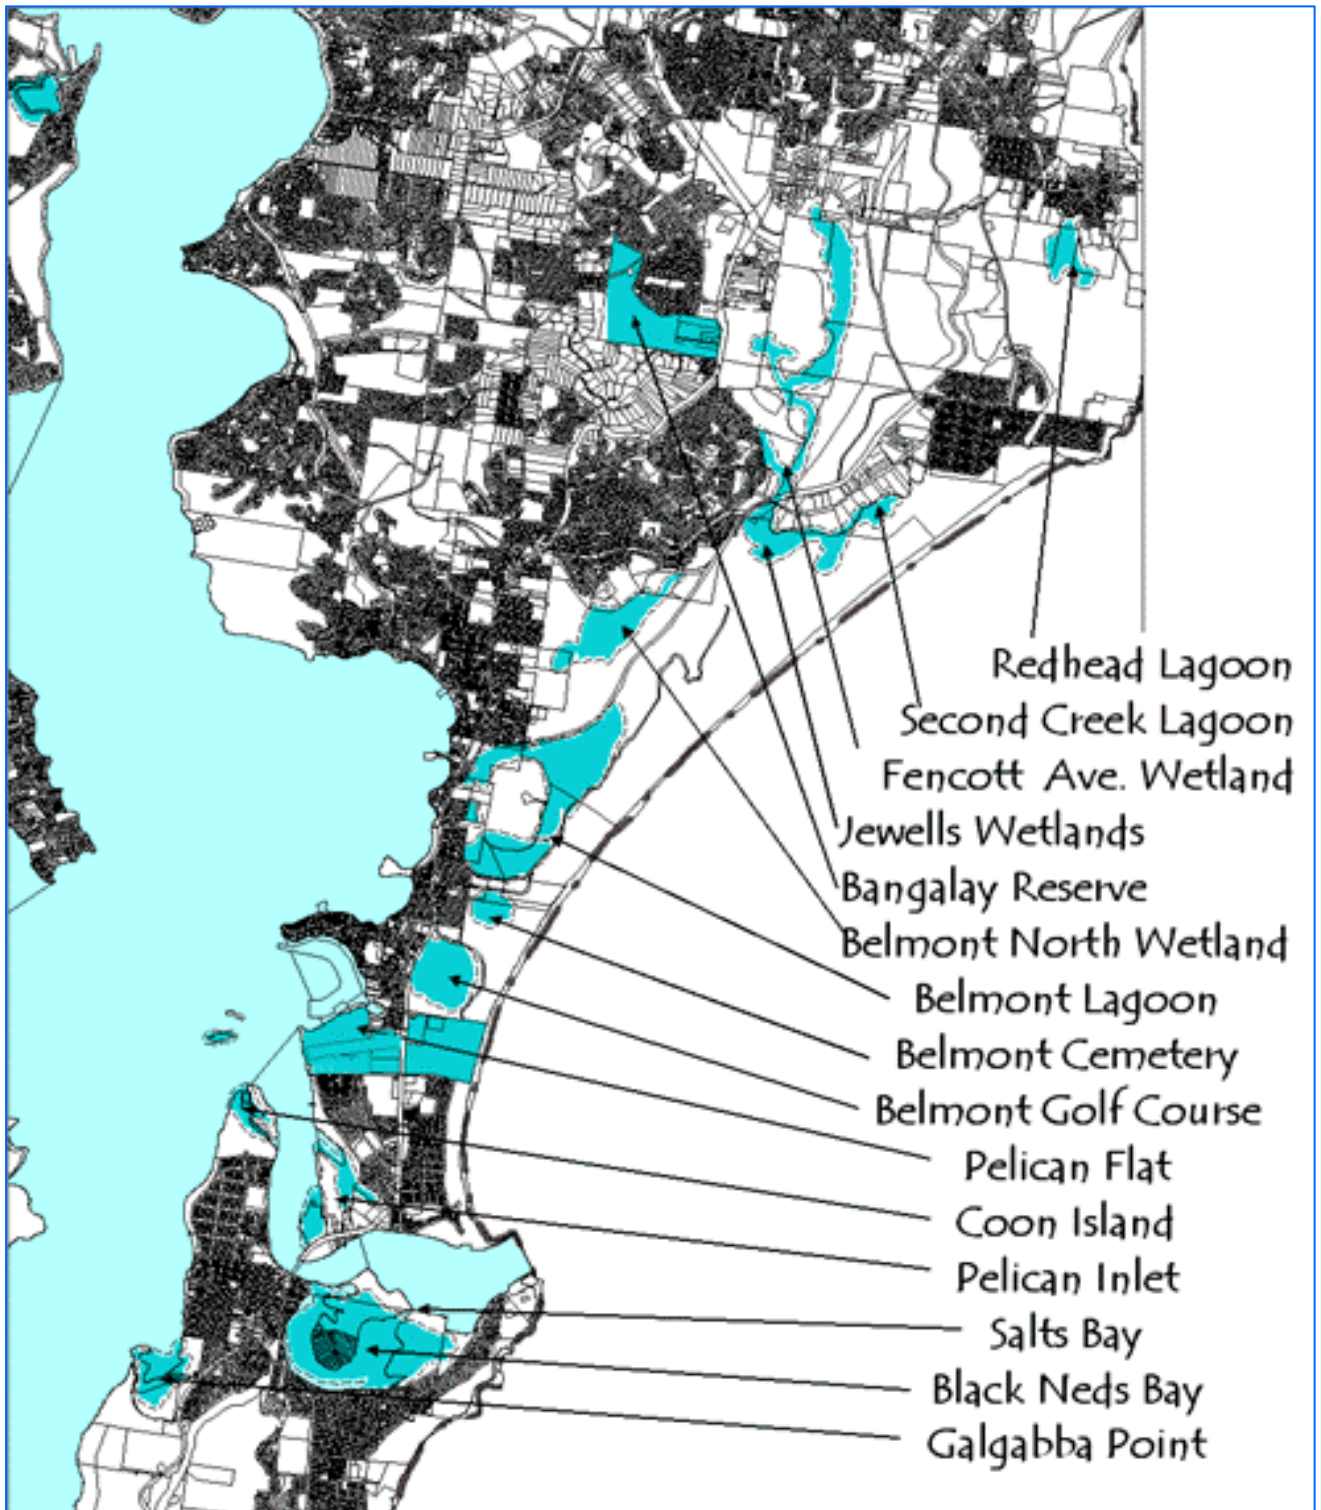 Redhead Lagoon
Second Creek Lagoon
Fencott Ave. Wetland
Jewells Wetlands
Bangalay Reserve
Belmont North Wetland
Belmont Lagoon
Belmont Cemetery
Belmont Golf Course
Pelican Flat
Coon Island
Pelican Inlet
Salts Bay
Black Neds Bay
Galgabba Point